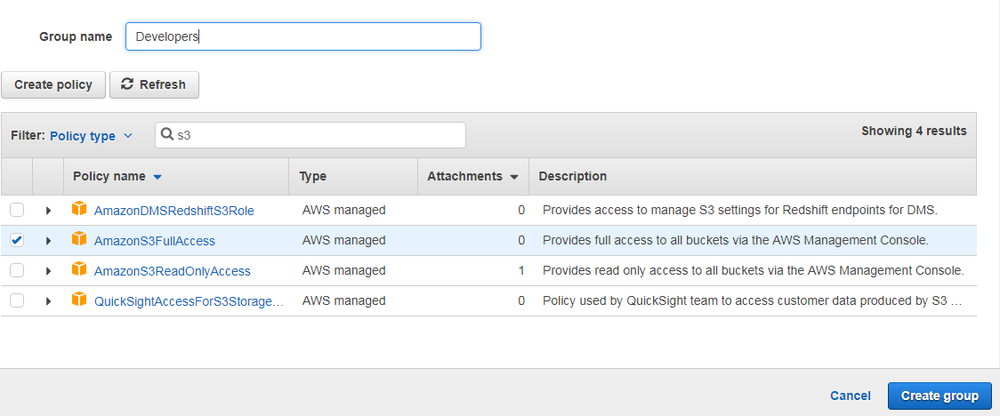 Group name Developers
Create policy Refresh
Filter: Policy type s3 Showing 4 results
Policy name Type Attachments Description
AmazonDMSRedshiftS3Role AWS managed 0 Provides access to manage S3 settings for Redshift endpoints for DMS.
AmazonS3FullAccess AWS managed 0 Provides full access to all buckets via the AWS Management Console.
AmazonS3ReadOnlyAccess AWS managed 1 Provides read only access to all buckets via the AWS Management Console.
QuickSightAccessForS3Storage... AWS managed 0 Policy used by QuickSight team to access customer data produced by S3 ...
Cancel Create group